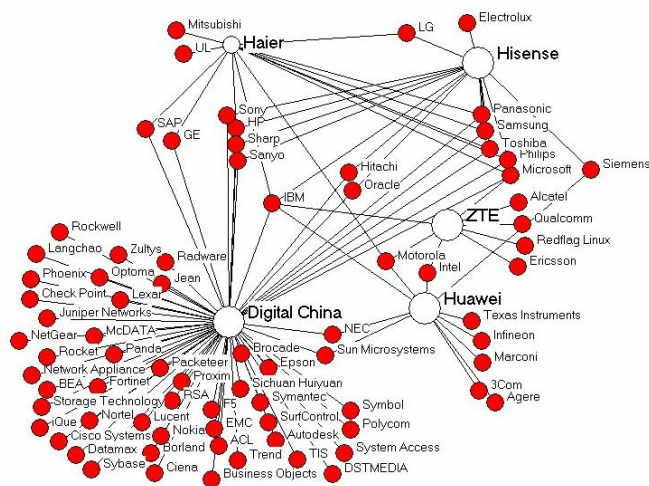 Mitsubishi
Electrolux
LG
Haier
UL
Hisense
Sony
Panasonic
SAP
HP
Samsung
GE
Sharp
Toshiba
Sanyo
Philips
Hitachi
Microsoft
Siemens
Oracle
IBM
Alcatel
ZTE
Qualcomm
Rockwell
Redflag Linux
Langchao
Zultys
Radware
Motorola
Ericsson
Phoenix
Optoma
Jean
Intel
Check Point
Lexar
Digital China
Huawei
Juniper Networks
Texas Instruments
NetGear
McDATA
NEC
Infineon
Rocket
Panda
Brocade
Sun Microsystems
Marconi
Network Appliance
Packeteer
Epson
BEA
Fortinet
Proxim
Sichuan Huiyuan
3Com
Storage Technology
RSA
F5
Symantec
Agere
iQue
Nortel
Lucent
EMC
SurfControl
Symbol
Cisco Systems
Nokia
ACL
Autodesk
Polycom
Datamax
Borland
Trend
TIS
System Access
Sybase
Ciena
Business Objects
DSTMEDIA